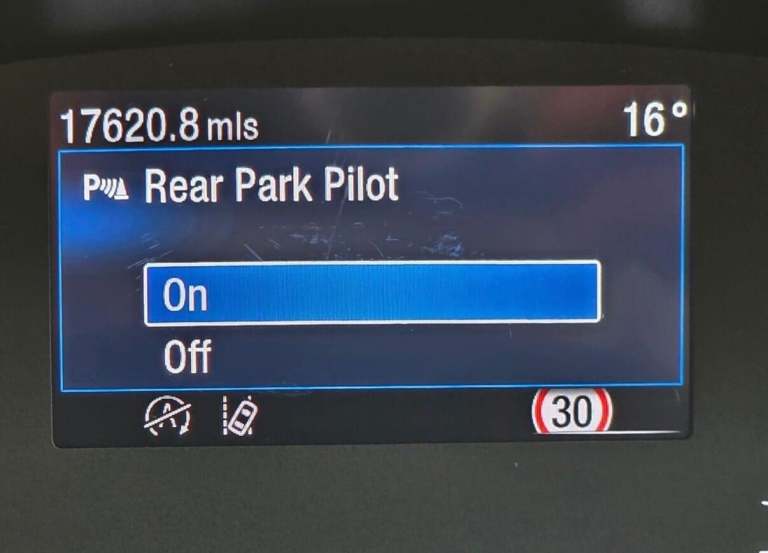 17620.8 mls 16°
P Rear Park Pilot
On
Off
A 30